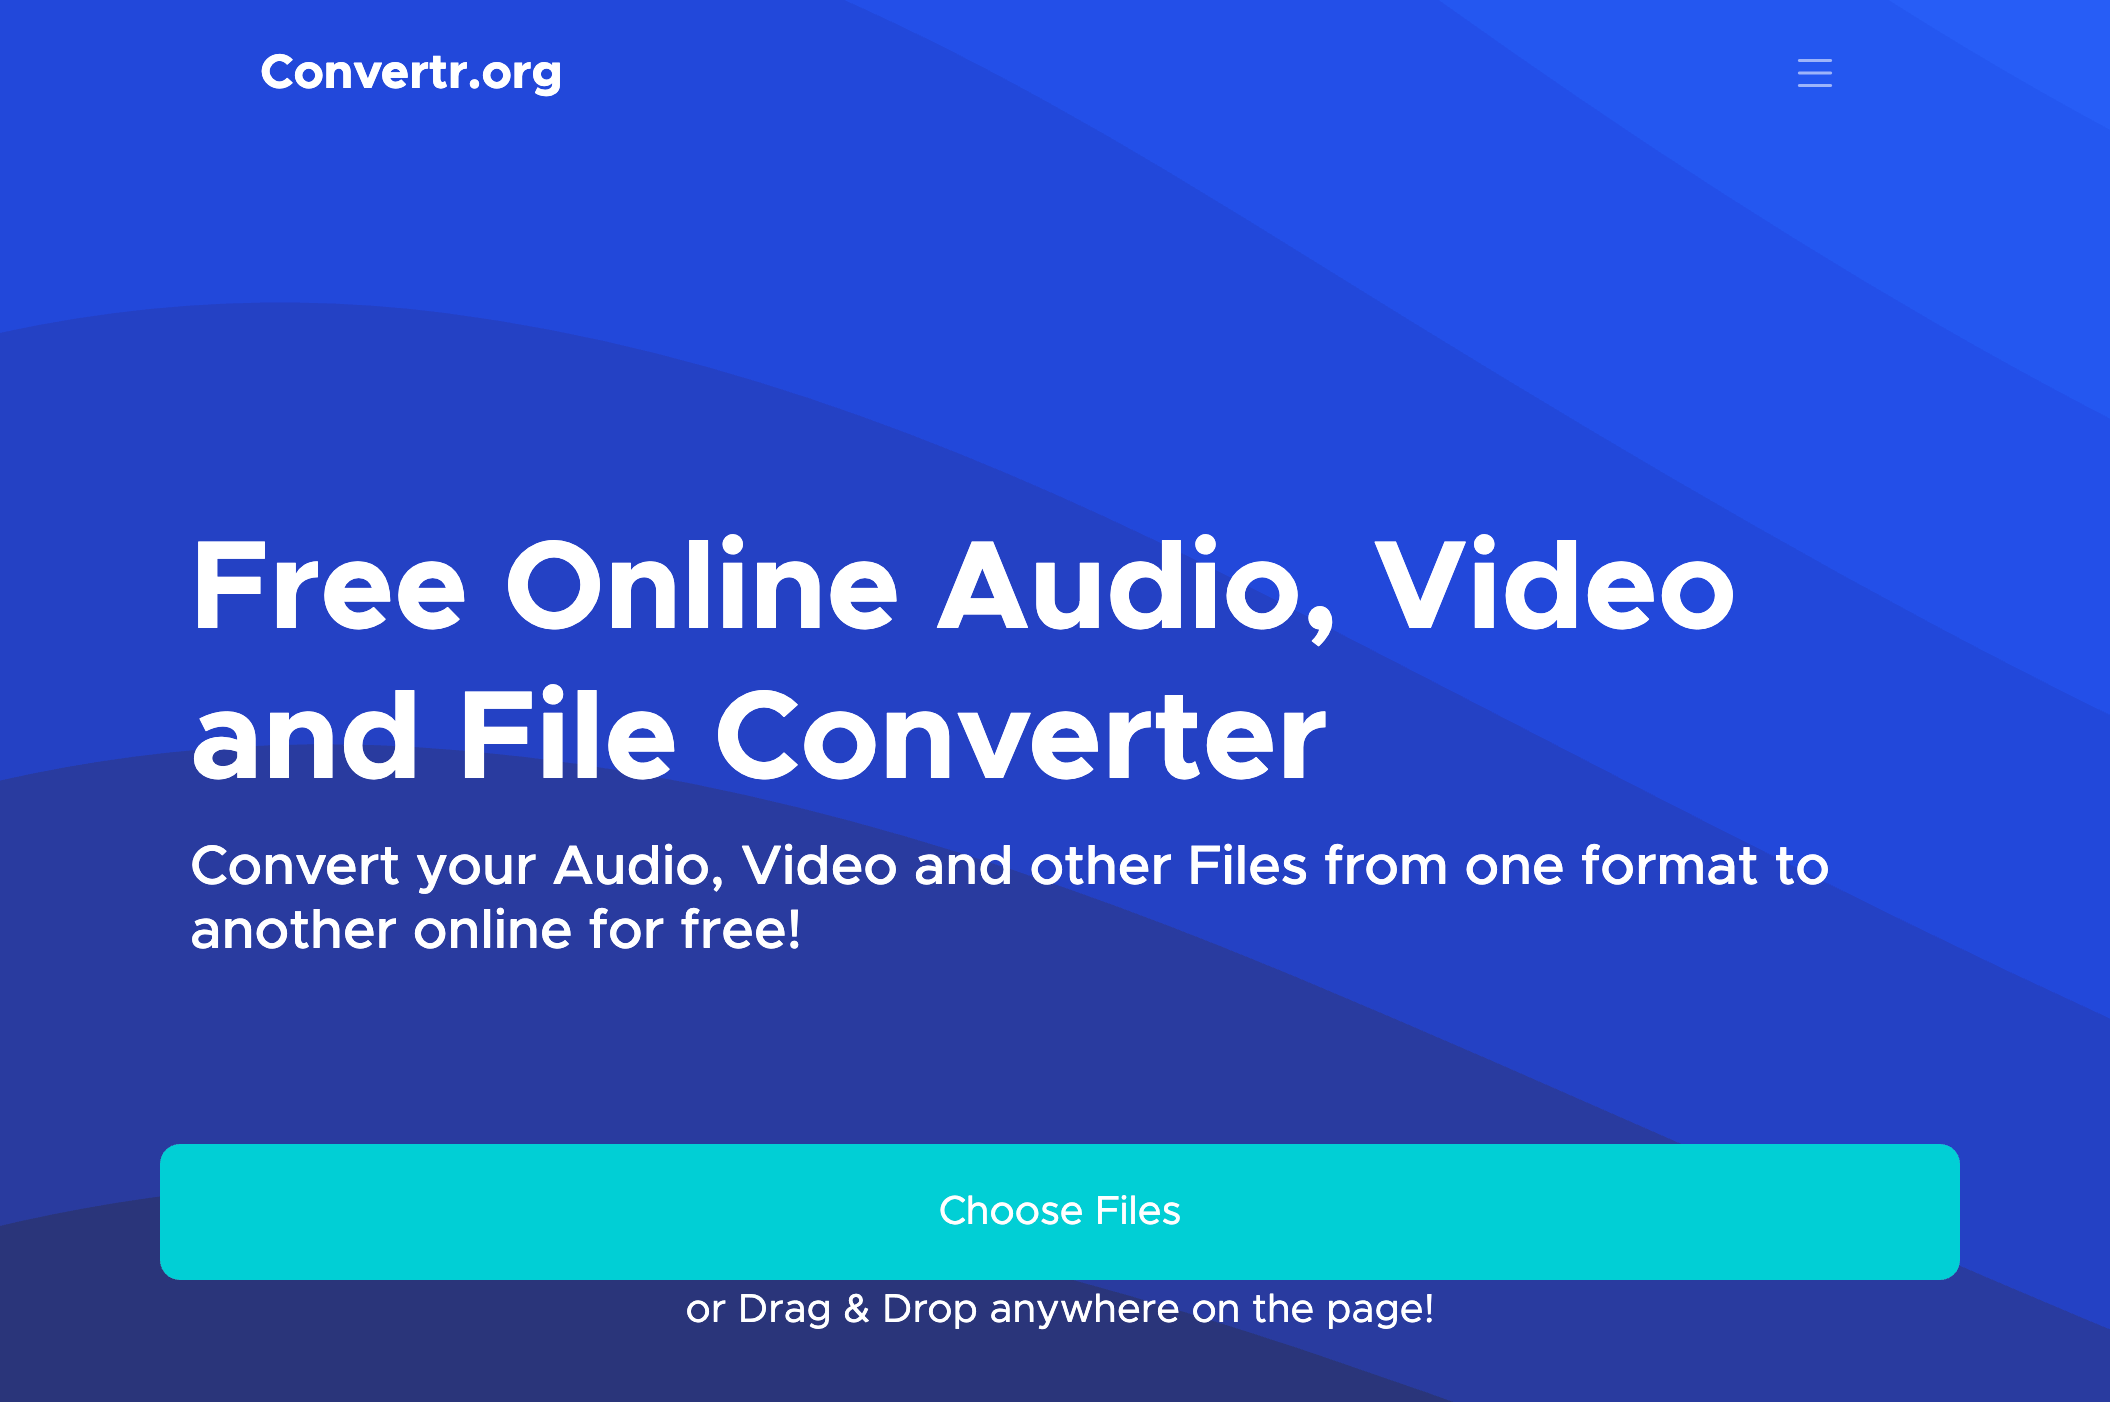 Convertr.org
Free Online Audio, Video
and File Converter
Convert your Audio, Video and other Files from one format to
another online for free!
Choose Files
or Drag & Drop anywhere on the page!